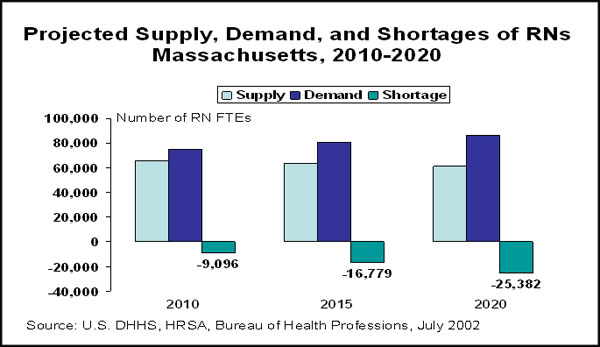 Projected Supply, Demand, and Shortages of RNs
Massachusetts, 2010-2020
Supply Demand Shortage
Number of RN FTEs
100,000
80,000
60,000
40,000
20,000
0
-20,000
-40,000
-9,096
-16,779
-25,382
2010 2015 2020
Source: U.S. DHHS, HRSA, Bureau of Health Professions, July 2002